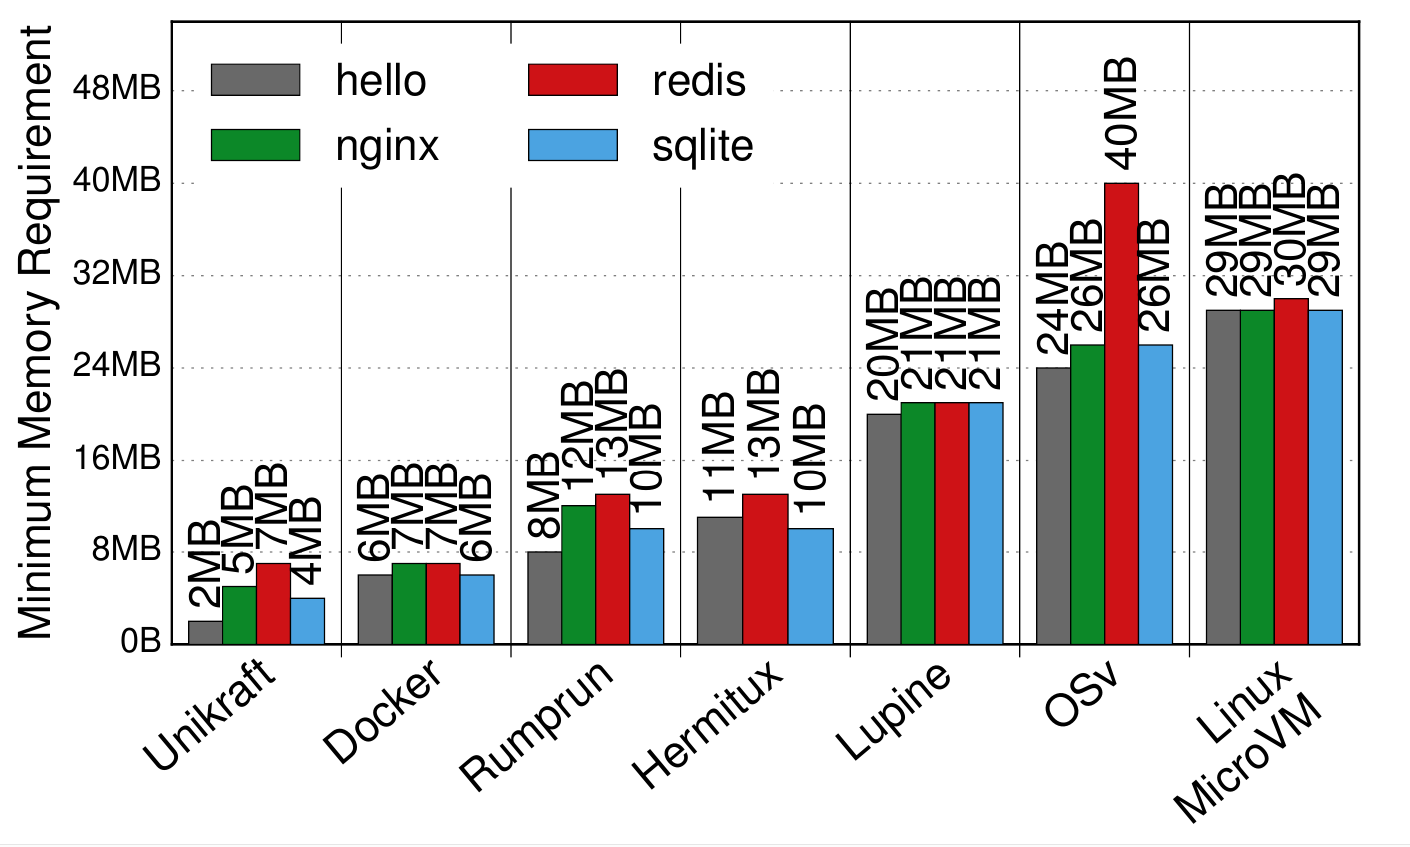 Minimum Memory Requirement
48MB
40MB
32MB
24MB
16MB
8MB
0B
hello
nginx
redis
sqlite
2MB
5MB
7MB
4MB
6MB
7MB
7MB
6MB
8MB
12MB
13MB
10MB
11MB
13MB
10MB
20MB
21MB
21MB
21MB
24MB
26MB
40MB
26MB
29MB
29MB
30MB
29MB
Unikraft
Docker
Rumprun
Hermitux
Lupine
OSv
Linux
MicroVM